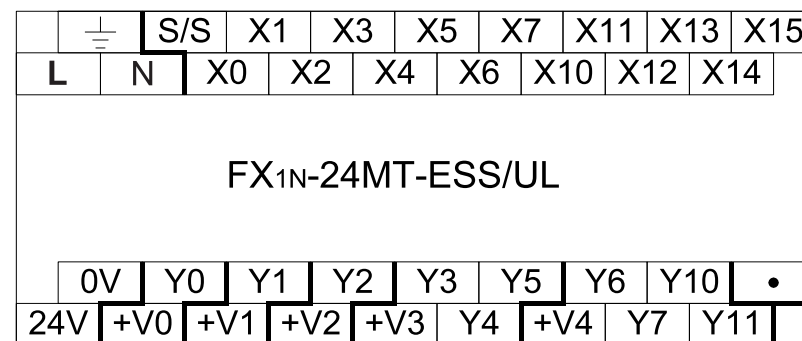 S/S X1 X3 X5 X7 X11 X13 X15
L N X0 X2 X4 X6 X10 X12 X14
FX1N-24MT-ESS/UL
0V Y0 Y1 Y2 Y3 Y5 Y6 Y10 •
24V +V0 +V1 +V2 +V3 Y4 +V4 Y7 Y11